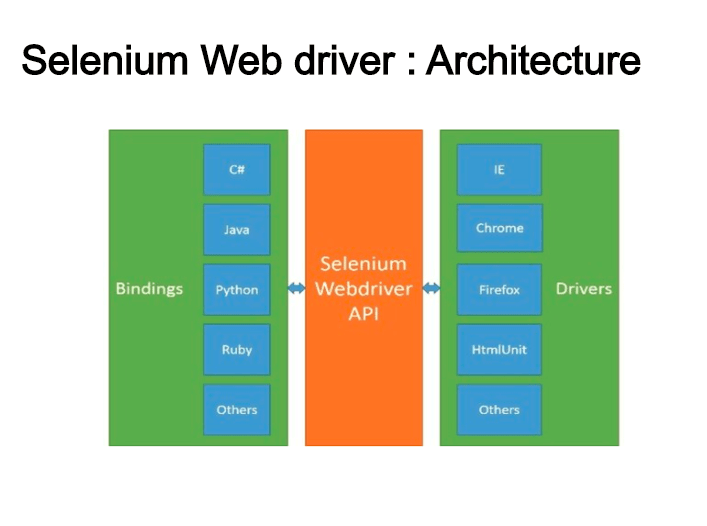 Selenium Web driver : Architecture
Bindings
C#
Java
Python
Ruby
Others
Selenium
Webdriver
API
IE
Chrome
Firefox
HtmlUnit
Others
Drivers